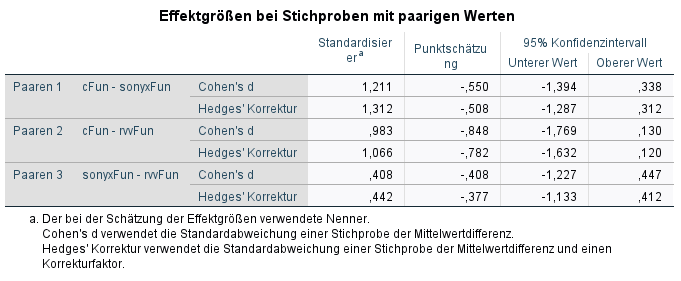 Effektgrößen bei Stichproben mit paarigen Werten
Standardisierer a Punktschätzung 95% Konfidenzintervall
Unterer Wert Oberer Wert
Paaren 1 cFun - sonyxFun Cohen's d 1,211 -,550 -1,394 ,338
Hedges' Korrektur 1,312 -,508 -1,287 ,312
Paaren 2 cFun - rvvFun Cohen's d ,983 -,848 -1,769 ,130
Hedges' Korrektur 1,066 -,782 -1,632 ,120
Paaren 3 sonyxFun - rvvFun Cohen's d ,408 -,408 -1,227 ,447
Hedges' Korrektur ,442 -,377 -1,133 ,412
a. Der bei der Schätzung der Effektgrößen verwendete Nenner.
Cohen's d verwendet die Standardabweichung einer Stichprobe der Mittelwertdifferenz.
Hedges' Korrektur verwendet die Standardabweichung einer Stichprobe der Mittelwertdifferenz und einen
Korrekturfaktor.